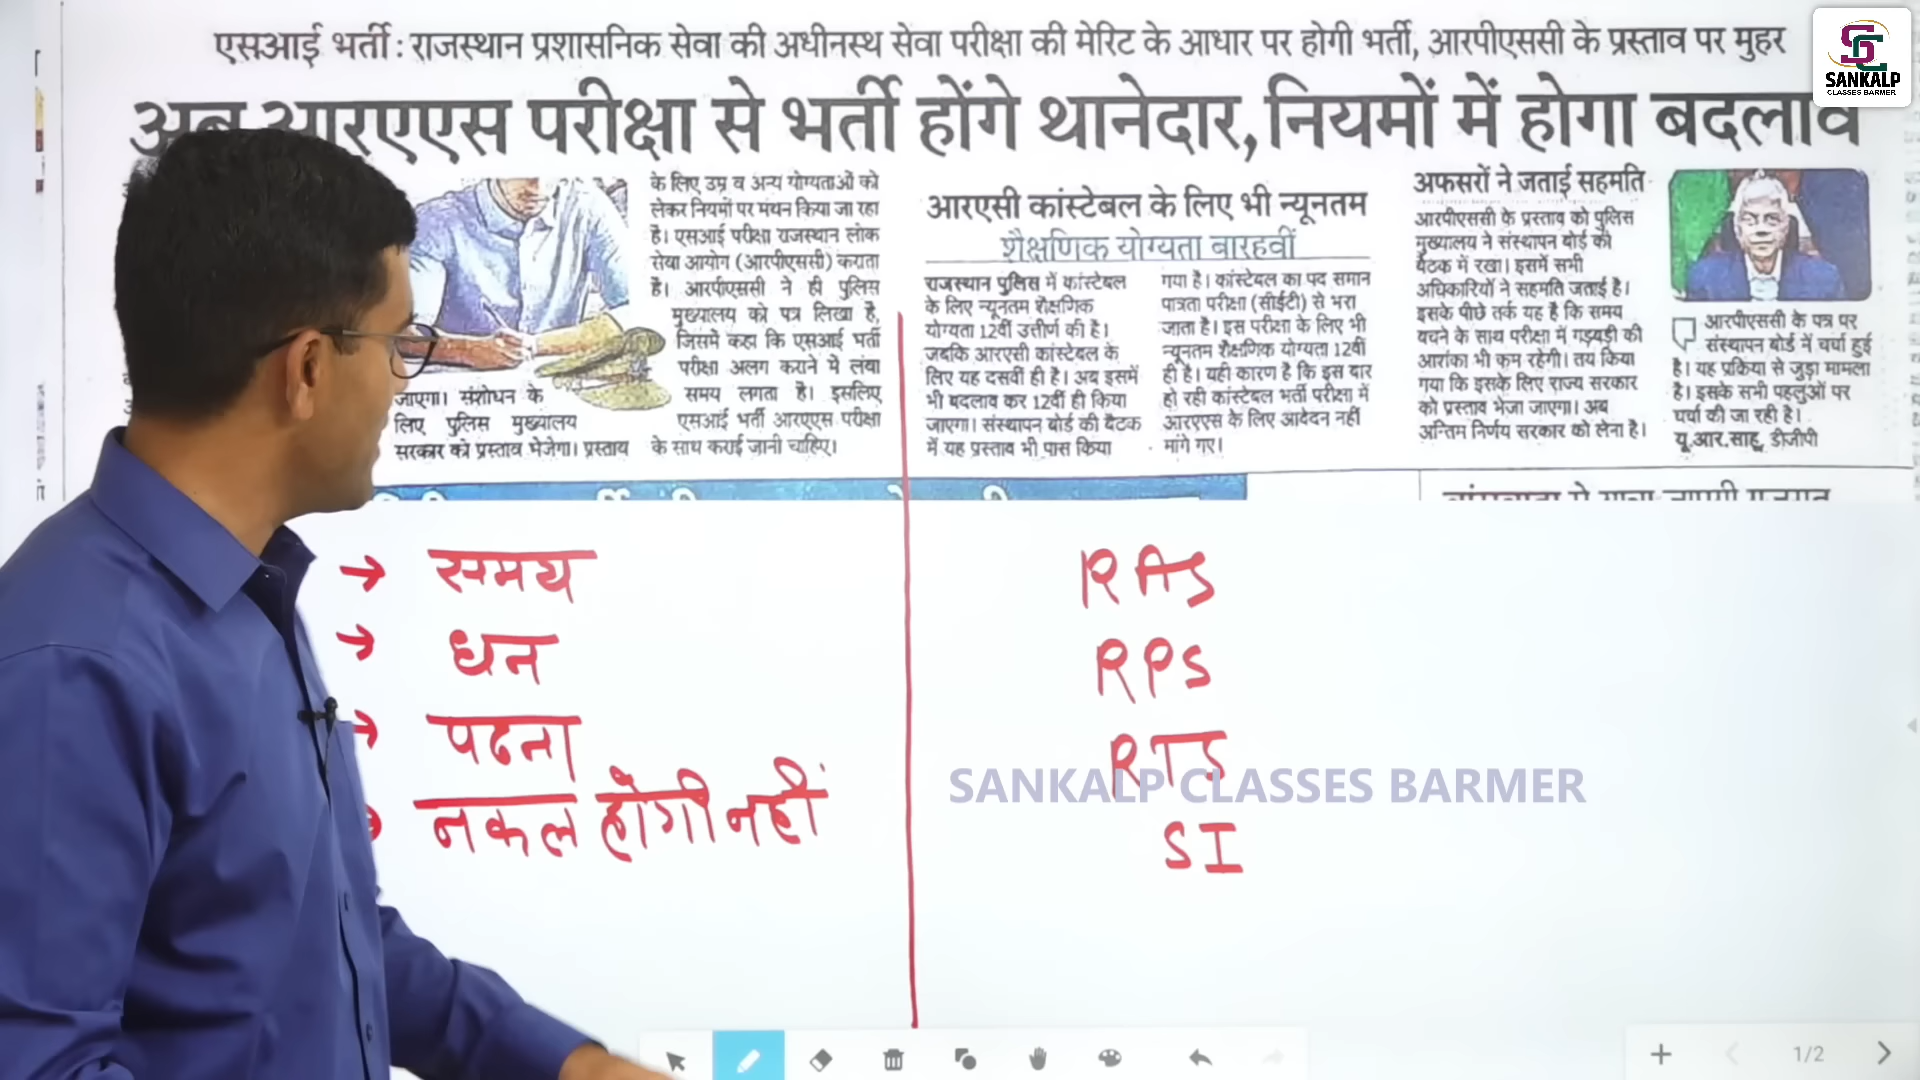 एसआई भर्ती : राजस्थान प्रशासनिक सेवा की अधीनस्थ सेवा परीक्षा की मेरिट के आधार पर होगी भर्ती, आरपीएससी के प्रस्ताव पर मुहर
अब आरएएस परीक्षा से भर्ती होंगे थानेदार, नियमों में होगा बदलाव
SANKALP
CLASSES BARMER
जाएगा। संशोधन के
लिए पुलिस मुख्यालय
सरकार को प्रस्ताव भेजेगा। प्रस्ताव
के लिए उम्र व अन्य योग्यताओं को
लेकर नियमों पर मंथन किया जा रहा
है। एसआई परीक्षा राजस्थान लोक
सेवा आयोग (आरपीएससी) कराता
है। आरपीएससी ने ही पुलिस
मुख्यालय को पत्र लिखा है,
जिसमें कहा कि एसआई भर्ती
परीक्षा अलग कराने में लंबा
समय लगता है। इसलिए
एसआई भर्ती आरएएस परीक्षा
के साथ कराई जानी चाहिए।
आरएसी कांस्टेबल के लिए भी न्यूनतम
शैक्षणिक योग्यता बारहवीं
राजस्थान पुलिस में कांस्टेबल
के लिए न्यूनतम शैक्षणिक
योग्यता 12वीं उत्तीर्ण की है।
जबकि आरएसी कांस्टेबल के
लिए यह दसवीं ही है। अब इसमें
भी बदलाव कर 12वीं ही किया
जाएगा। संस्थापन बोर्ड की बैठक
में यह प्रस्ताव भी पास किया
गया है। कांस्टेबल का पद समान
पात्रता परीक्षा (सीईटी) से भरा
जाता है। इस परीक्षा के लिए भी
न्यूनतम शैक्षणिक योग्यता 12वीं
ही है। यही कारण है कि इस बार
हो रही कांस्टेबल भर्ती परीक्षा में
आरएएस के लिए आवेदन नहीं
मांगे गए।
अफसरों ने जताई सहमति
आरपीएससी के प्रस्ताव को पुलिस
मुख्यालय ने संस्थापन बोर्ड की
बैठक में रखा। इसमें सभी
अधिकारियों ने सहमति जताई है।
इसके पीछे तर्क यह है कि समय
बचने के साथ परीक्षा में गड़बड़ी की
आशंका भी कम रहेगी। तय किया
गया कि इसके लिए राज्य सरकार
को प्रस्ताव भेजा जाएगा। अब
अन्तिम निर्णय सरकार को लेना है।
आरपीएससी के पत्र पर
संस्थापन बोर्ड में चर्चा हुई
है। यह प्रक्रिया से जुड़ा मामला
है। इसके सभी पहलुओं पर
चर्चा की जा रही है।
यू.आर.साहू, डीजीपी
→ समय
→ धन
→ पढना
नकल होगी नहीं
RAS
RPS
RTS
SI
SANKALP CLASSES BARMER
1/2